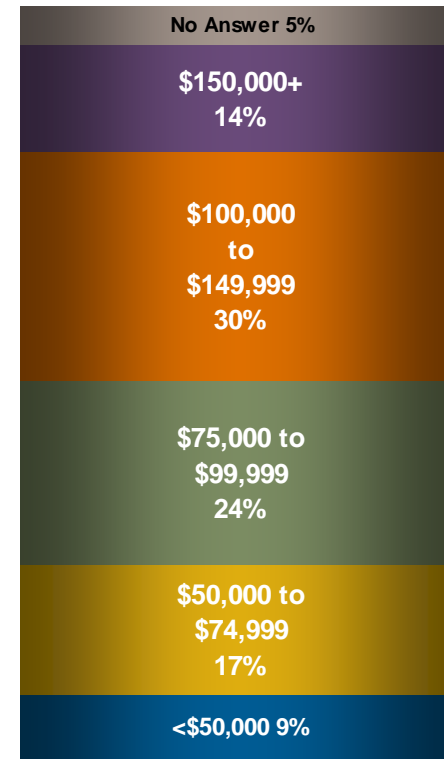 No Answer 5%
$150,000+
14%
$100,000
to
$149,999
30%
$75,000 to
$99,999
24%
$50,000 to
$74,999
17%
<$50,000 9%